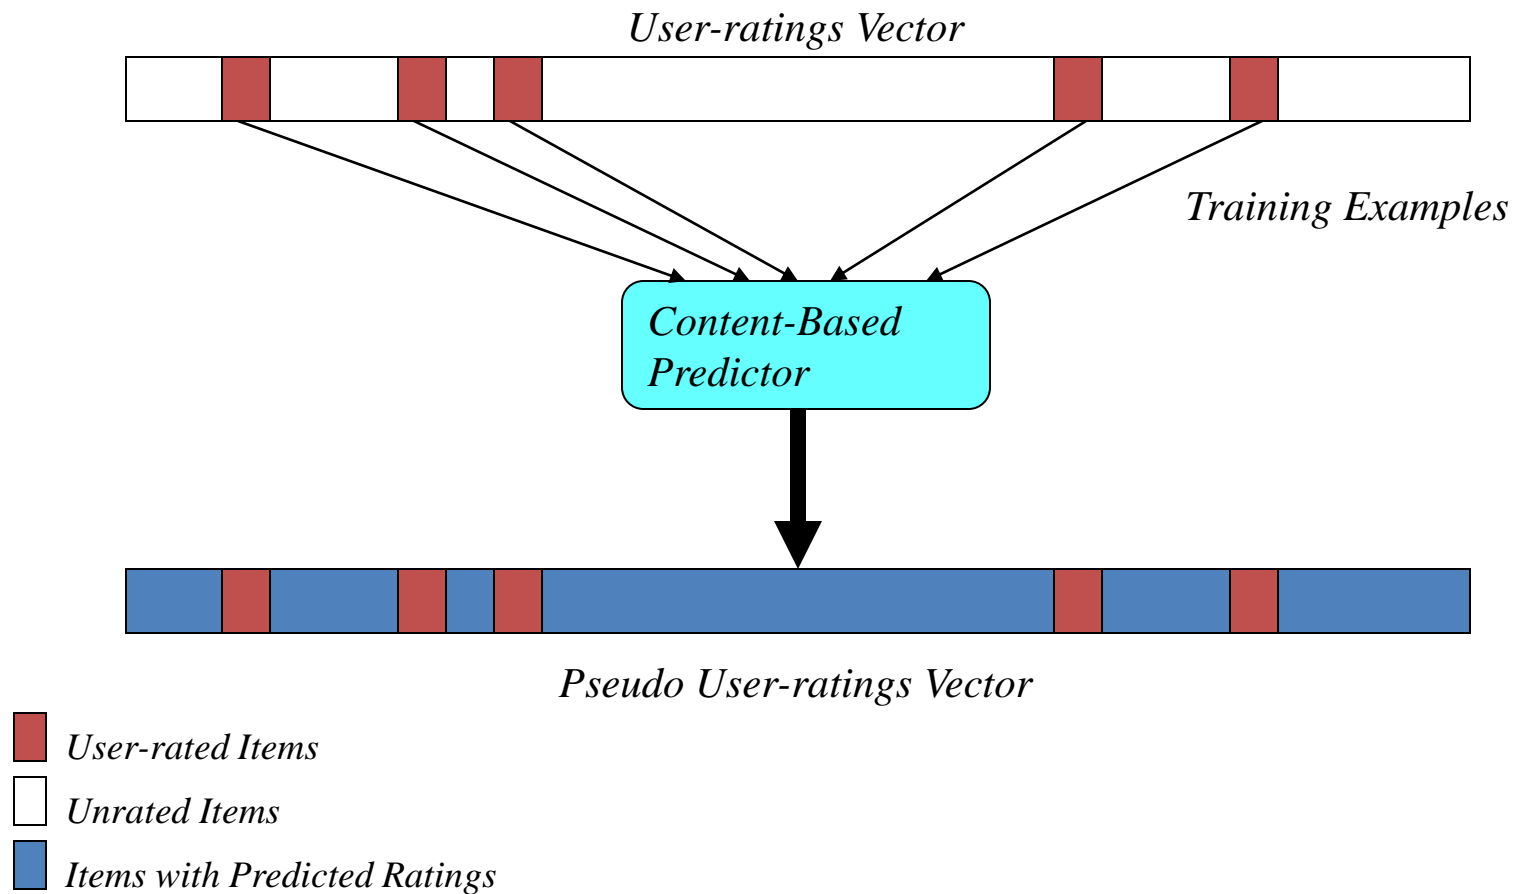 User-ratings Vector
Training Examples
Content-Based
Predictor
Pseudo User-ratings Vector
User-rated Items
Unrated Items
Items with Predicted Ratings